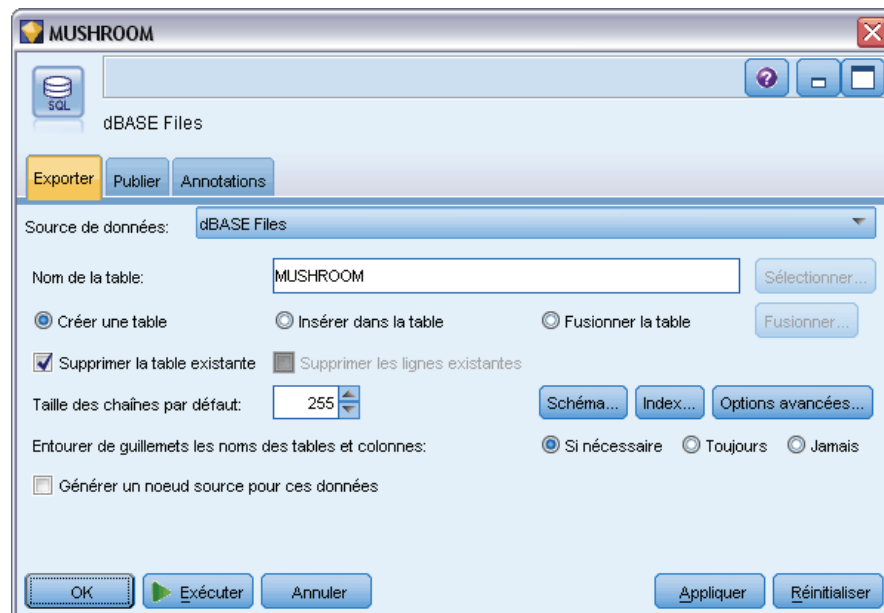 MUSHROOM
SQL
dBASE Files
Exporter Publier Annotations
Source de données: dBASE Files
Nom de la table: MUSHROOM Sélectionner...
Créer une table Insérer dans la table Fusionner la table Fusionner...
Supprimer la table existante Supprimer les lignes existantes
Taille des chaînes par défaut: 255 Schéma... Index... Options avancées...
Entourer de guillemets les noms des tables et colonnes: Si nécessaire Toujours Jamais
Générer un noeud source pour ces données
OK Exécuter Annuler Appliquer Réinitialiser